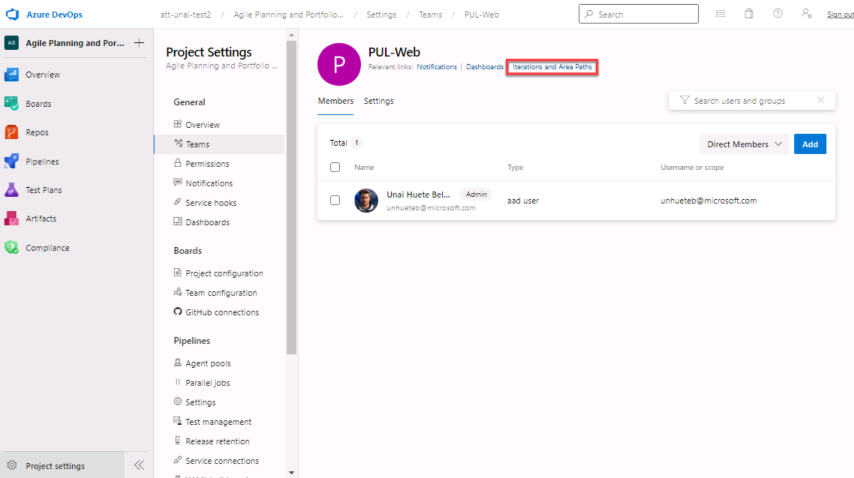 Azure DevOps
att-unai-test2 / Agile Planning and Portfolio... / Settings / Teams / PUL-Web
Search
Sign out
AB Agile Planning and Por... +
Overview
Boards
Repos
Pipelines
Test Plans
Artifacts
Compliance
Project settings
Project Settings
Agile Planning and Portfolio ...
General
Overview
Teams
Permissions
Notifications
Service hooks
Dashboards
Boards
Project configuration
Team configuration
GitHub connections
Pipelines
Agent pools
Parallel jobs
Settings
Test management
Release retention
Service connections
P
PUL-Web
Relevant links: Notifications | Dashboards | Iterations and Area Paths
Members Settings
Search users and groups
Total 1
Direct Members
Add
Name Type Username or scope
Unai Huete Bel... Admin
unhueteb@microsoft.com
aad user
unhueteb@microsoft.com